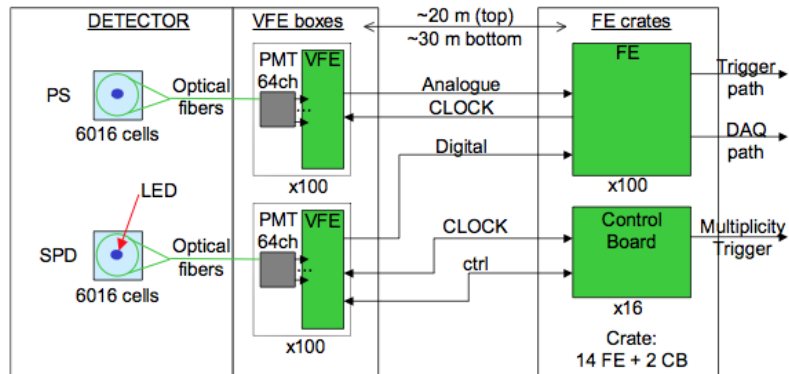 DETECTOR
VFE boxes
~20 m (top)
~30 m bottom
FE crates
PS
6016 cells
Optical
fibers
PMT
64ch
VFE
...
x100
Analogue
CLOCK
Digital
FE
x100
Trigger
path
DAQ
path
LED
SPD
6016 cells
Optical
fibers
PMT
64ch
VFE
...
x100
CLOCK
ctrl
Control
Board
x16
Multiplicity
Trigger
Crate:
14 FE + 2 CB